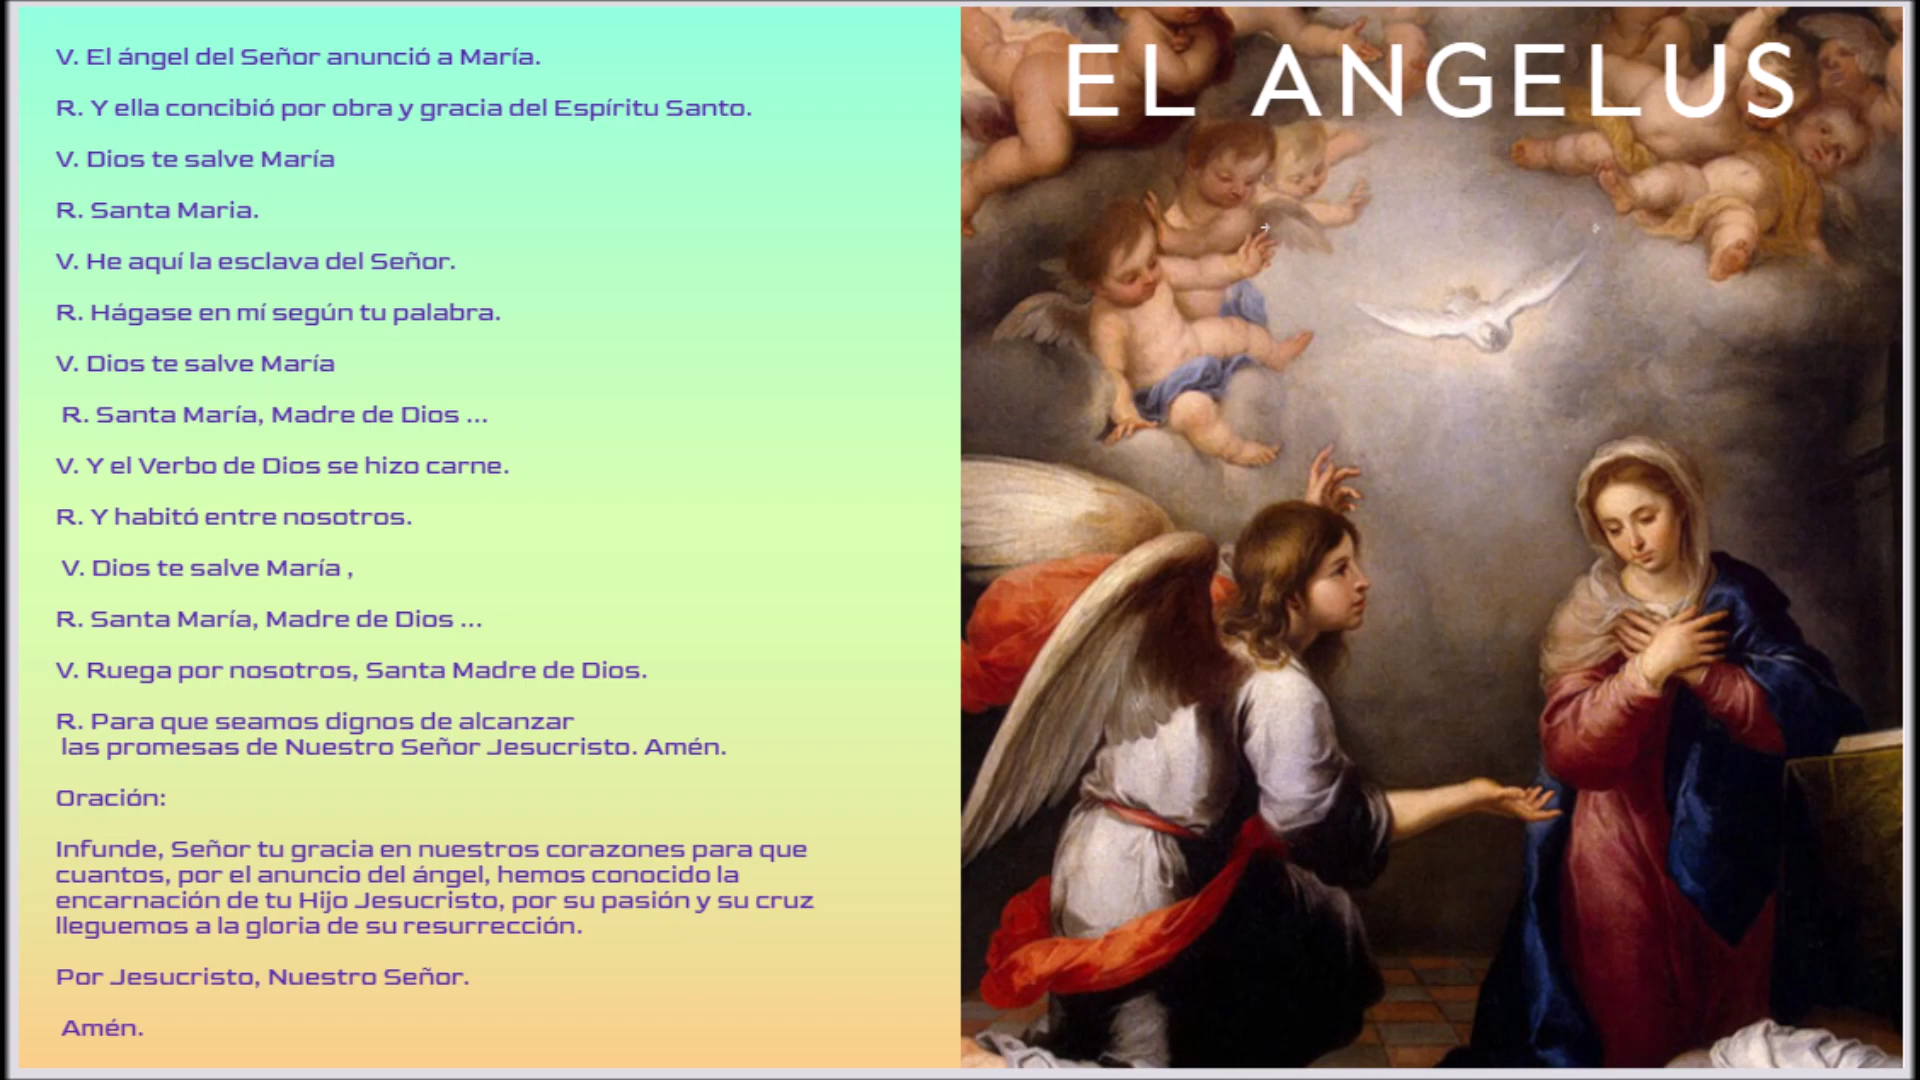 V. El ángel del Señor anunció a María.
R. Y ella concibió por obra y gracia del Espíritu Santo.
V. Dios te salve María
R. Santa Maria.
V. He aquí la esclava del Señor.
R. Hágase en mí según tu palabra.
V. Dios te salve María
R. Santa María, Madre de Dios ...
V. Y el Verbo de Dios se hizo carne.
R. Y habitó entre nosotros.
V. Dios te salve María ,
R. Santa María, Madre de Dios ...
V. Ruega por nosotros, Santa Madre de Dios.
R. Para que seamos dignos de alcanzar
las promesas de Nuestro Señor Jesucristo. Amén.
Oración:
Infunde, Señor tu gracia en nuestros corazones para que
cuantos, por el anuncio del ángel, hemos conocido la
encarnación de tu Hijo Jesucristo, por su pasión y su cruz
lleguemos a la gloria de su resurrección.
Por Jesucristo, Nuestro Señor.
Amén.
EL ANGELUS